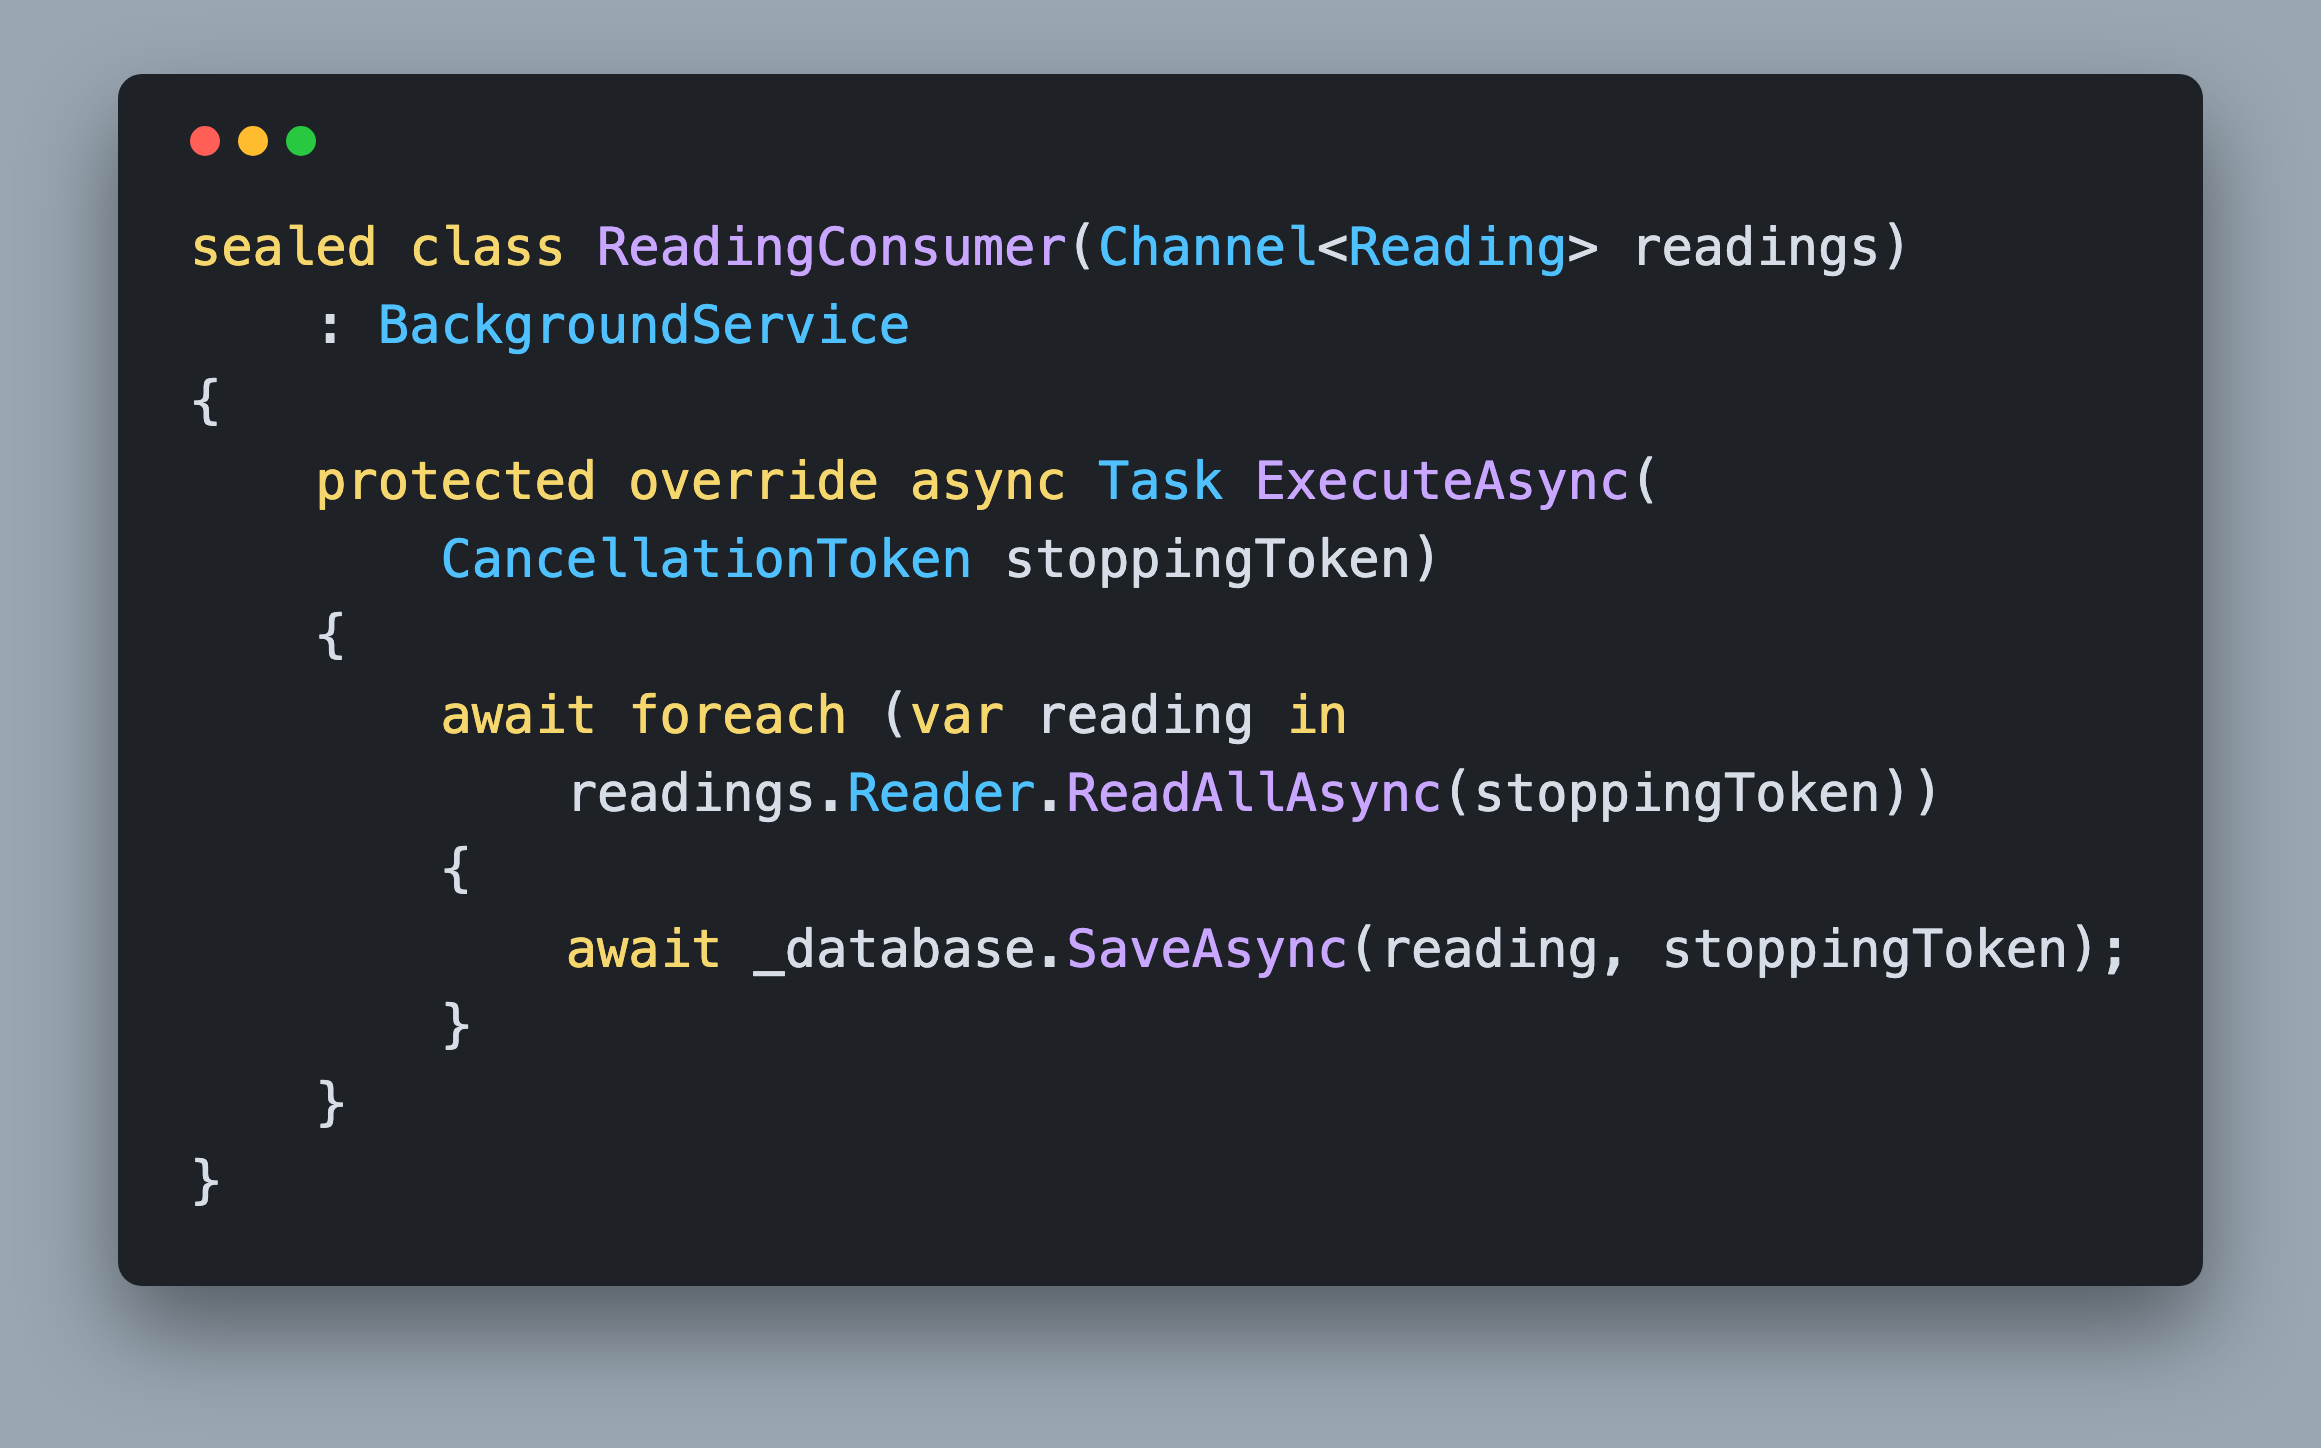 sealed class ReadingConsumer(Channel<Reading> readings)
    : BackgroundService
{
    protected override async Task ExecuteAsync(
        CancellationToken stoppingToken)
    {
        await foreach (var reading in
            readings.Reader.ReadAllAsync(stoppingToken))
        {
            await _database.SaveAsync(reading, stoppingToken);
        }
    }
}